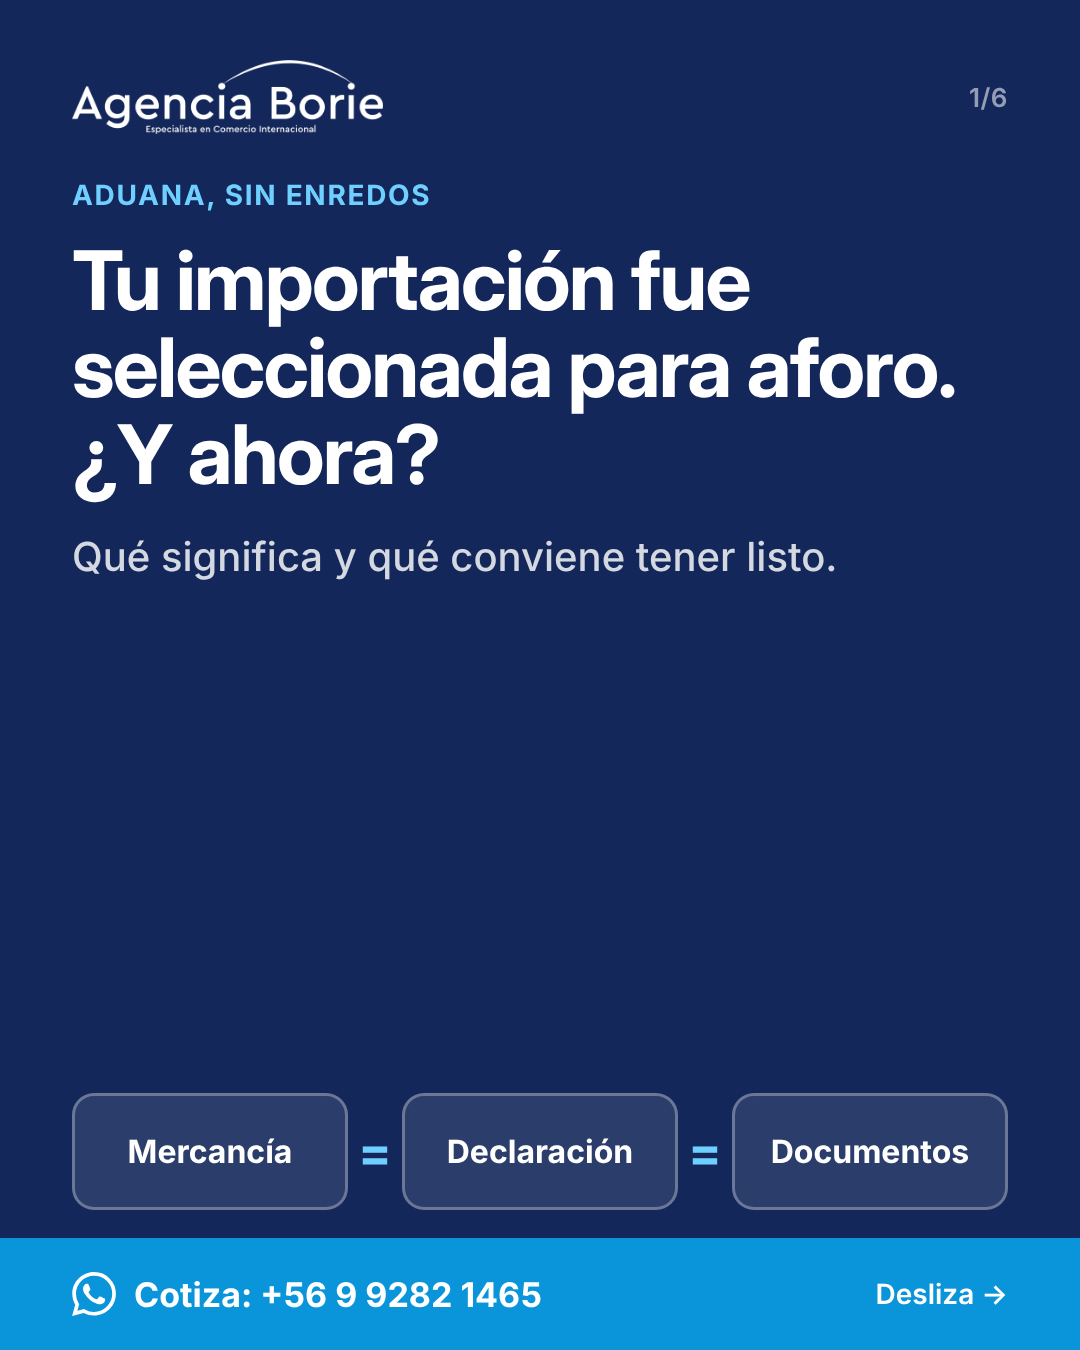 Agencia Borie
Especialista en Comercio Internacional
1/6
ADUANA, SIN ENREDOS
Tu importación fue
seleccionada para aforo.
¿Y ahora?
Qué significa y qué conviene tener listo.
Mercancía = Declaración = Documentos
Cotiza: +56 9 9282 1465
Desliza →